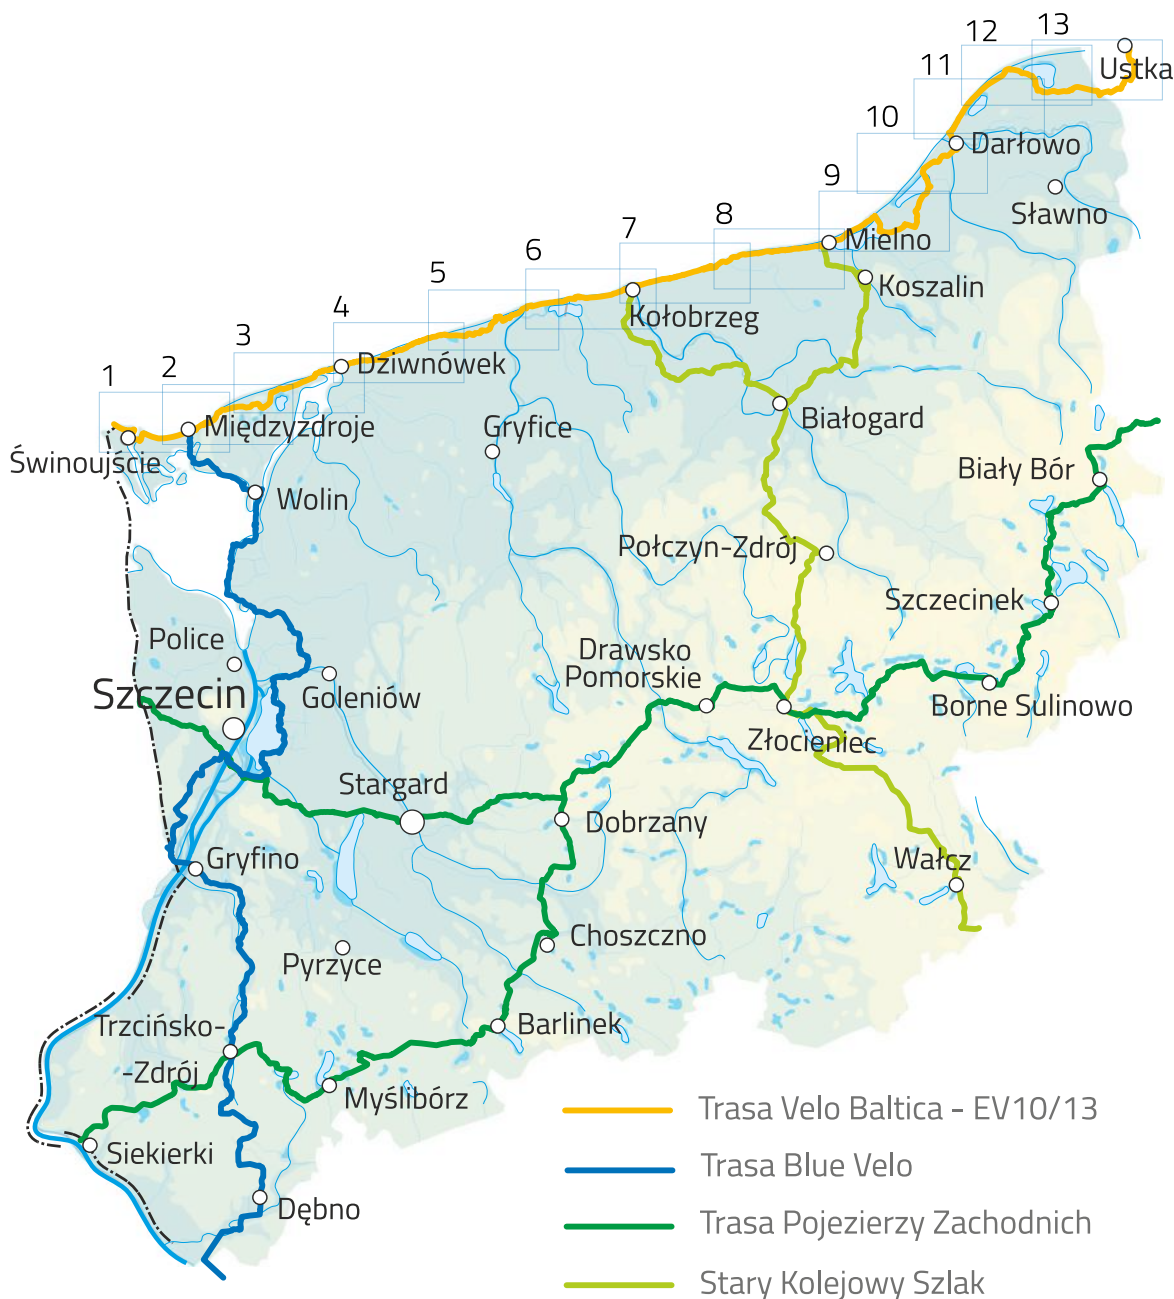 13
12
Ustka
11
10
Darłowo
9
Sławno
8
7
Mielno
6
Koszalin
5
Kołobrzeg
4
3
Dziwnówek
2
1
Międzyzdroje
Białogard
Gryfice
Świnoujście
Biały Bór
Wolin
Połczyn-Zdrój
Szczecinek
Police
Drawsko
Pomorskie
Szczecin
Goleniów
Borne Sulinowo
Złocieniec
Stargard
Dobrzany
Gryfino
Wałcz
Choszczno
Pyrzyce
Trzcińsko-
-Zdrój
Barlinek
Myślibórz
Siekierki
Dębno
Trasa Velo Baltica - EV10/13
Trasa Blue Velo
Trasa Pojezierzy Zachodnich
Stary Kolejowy Szlak